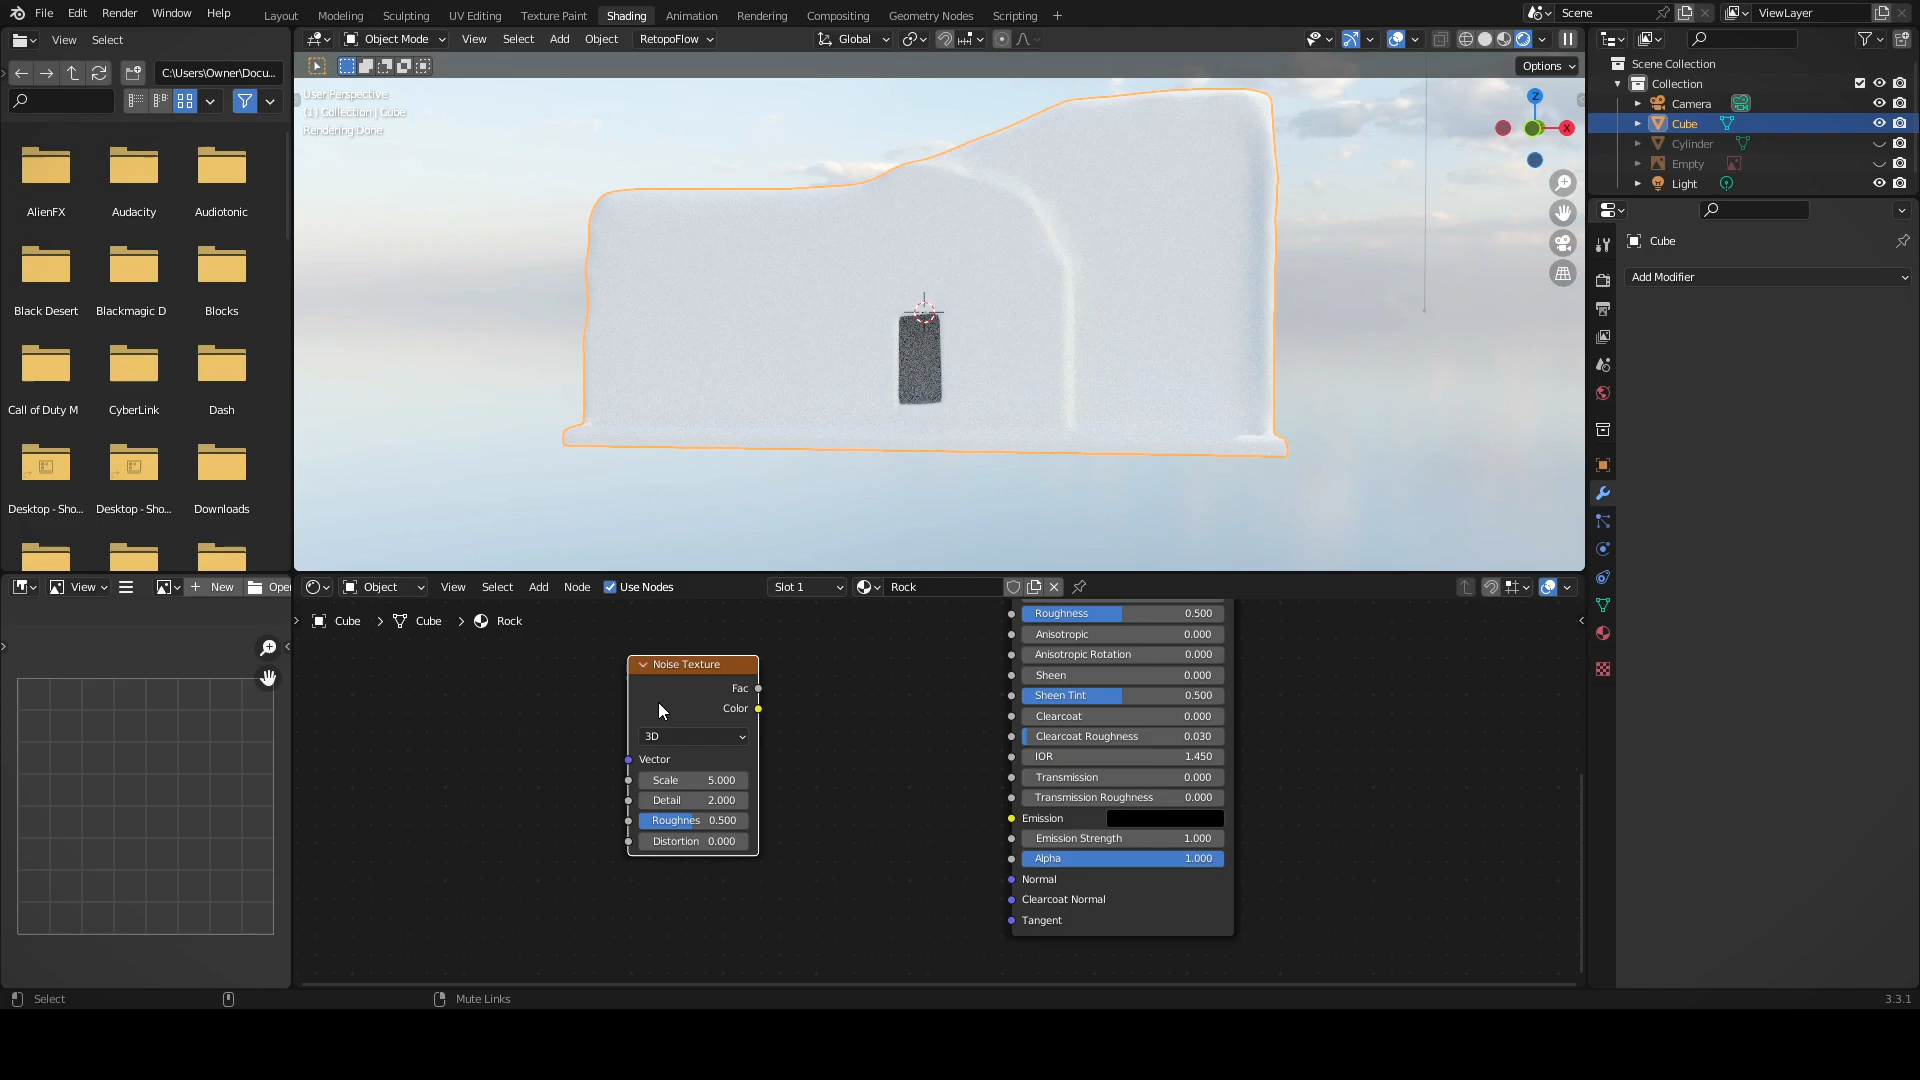 File Edit Render Window Help Layout Modeling Sculpting UV Editing Texture Paint Shading Animation Rendering Compositing Geometry Nodes Scripting + Scene ViewLayer
View Select
Object Mode View Select Add Object RetopoFlow Global
C:\Users\Owner\Docu...
Options
User Perspective
(1) Collection | Cube
Rendering Done
Z
X
AlienFX Audacity Audiotonic
Black Desert Blackmagic D Blocks
Call of Duty M CyberLink Dash
Desktop - Sho... Desktop - Sho... Downloads
Scene Collection
Collection
Camera
Cube
Cylinder
Empty
Light
Cube
Add Modifier
View + New Open
Object View Select Add Node Use Nodes Slot 1 Rock
Cube > Cube > Rock
Noise Texture
Fac
Color
3D
Vector
Scale 5.000
Detail 2.000
Roughnes 0.500
Distortion 0.000
Roughness 0.500
Anisotropic 0.000
Anisotropic Rotation 0.000
Sheen 0.000
Sheen Tint 0.500
Clearcoat 0.000
Clearcoat Roughness 0.030
IOR 1.450
Transmission 0.000
Transmission Roughness 0.000
Emission
Emission Strength 1.000
Alpha 1.000
Normal
Clearcoat Normal
Tangent
Select Mute Links 3.3.1